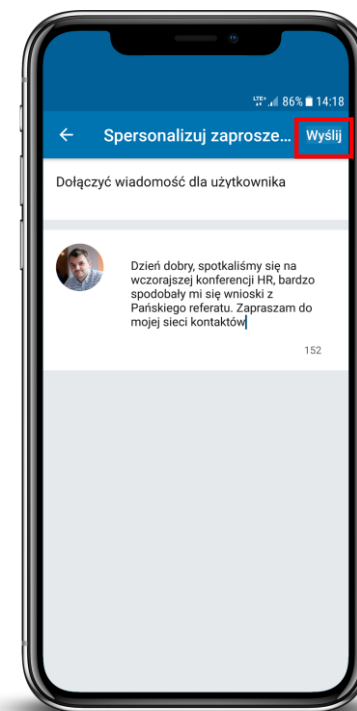 LTE+ 86% 14:18
Spersonalizuj zaprosze... Wyślij
Dołączyć wiadomość dla użytkownika
Dzień dobry, spotkaliśmy się na
wczorajszej konferencji HR, bardzo
spodobały mi się wnioski z
Pańskiego referatu. Zapraszam do
mojej sieci kontaktów
152